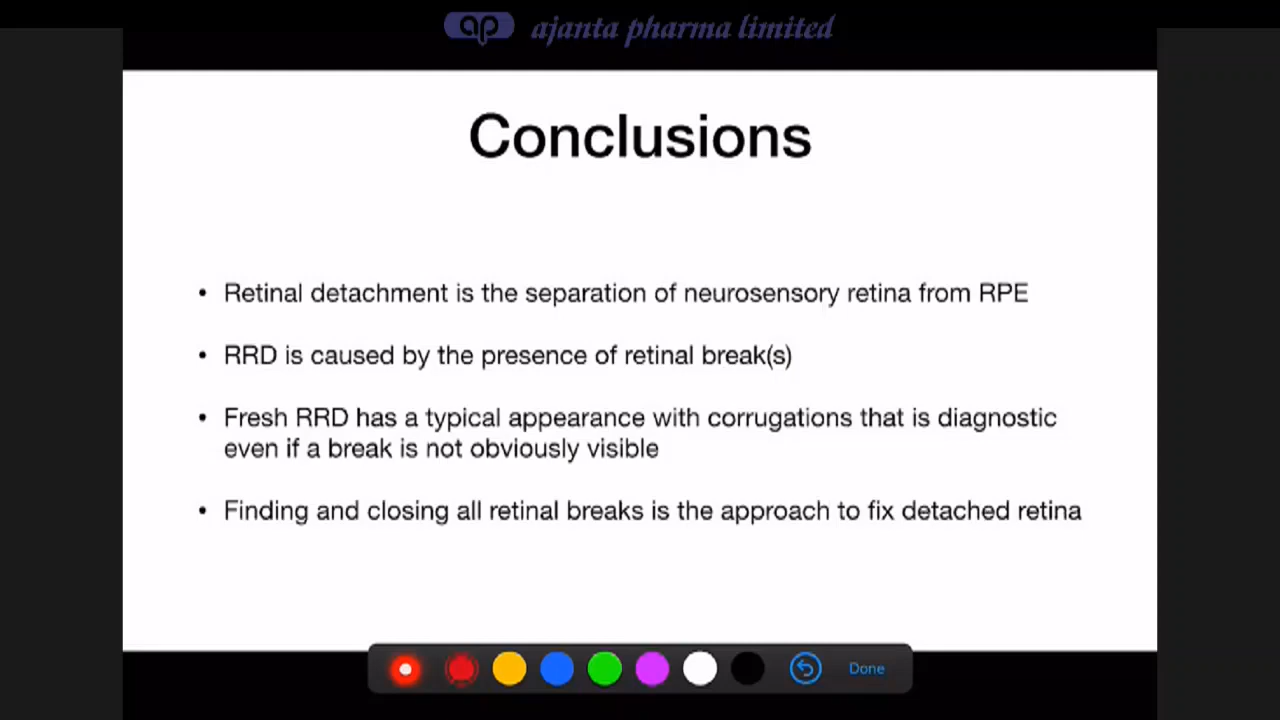 ap ajanta pharma limited
Conclusions
• Retinal detachment is the separation of neurosensory retina from RPE
• RRD is caused by the presence of retinal break(s)
• Fresh RRD has a typical appearance with corrugations that is diagnostic
even if a break is not obviously visible
• Finding and closing all retinal breaks is the approach to fix detached retina
Done